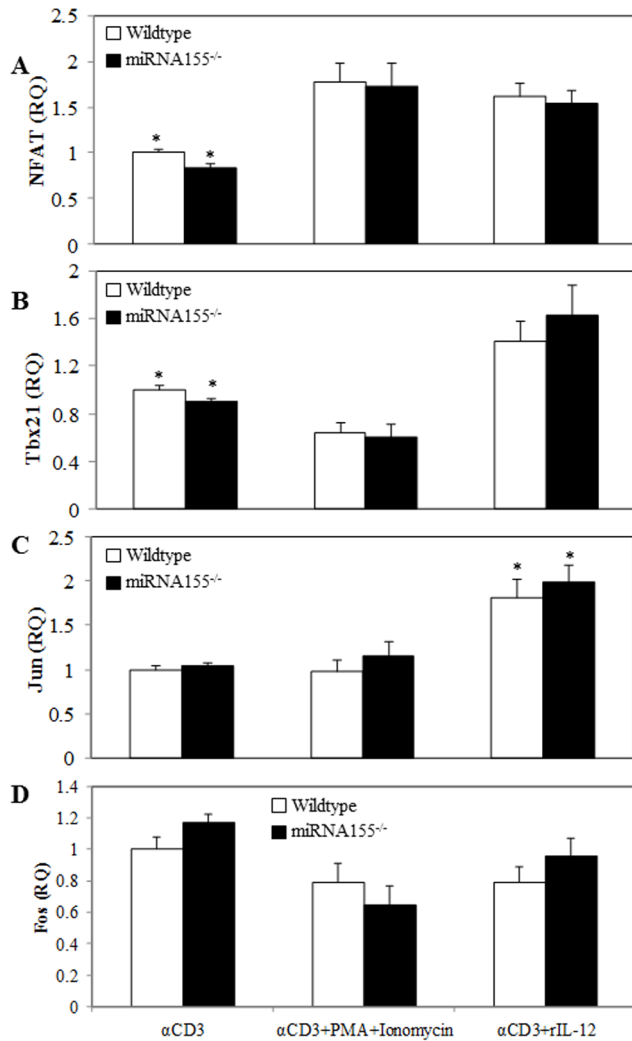 A
NFAT (RQ)
2.5
2
1.5
1
0.5
0
Wildtype
miRNA155-/-
*
*
B
Tbx21 (RQ)
2
1.6
1.2
0.8
0.4
0
Wildtype
miRNA155-/-
*
*
C
Jun (RQ)
2.5
2
1.5
1
0.5
0
Wildtype
miRNA155-/-
*
*
D
Fos (RQ)
1.4
1.2
1
0.8
0.6
0.4
0.2
0
Wildtype
miRNA155-/-
αCD3
αCD3+PMA+Ionomycin
αCD3+rIL-12